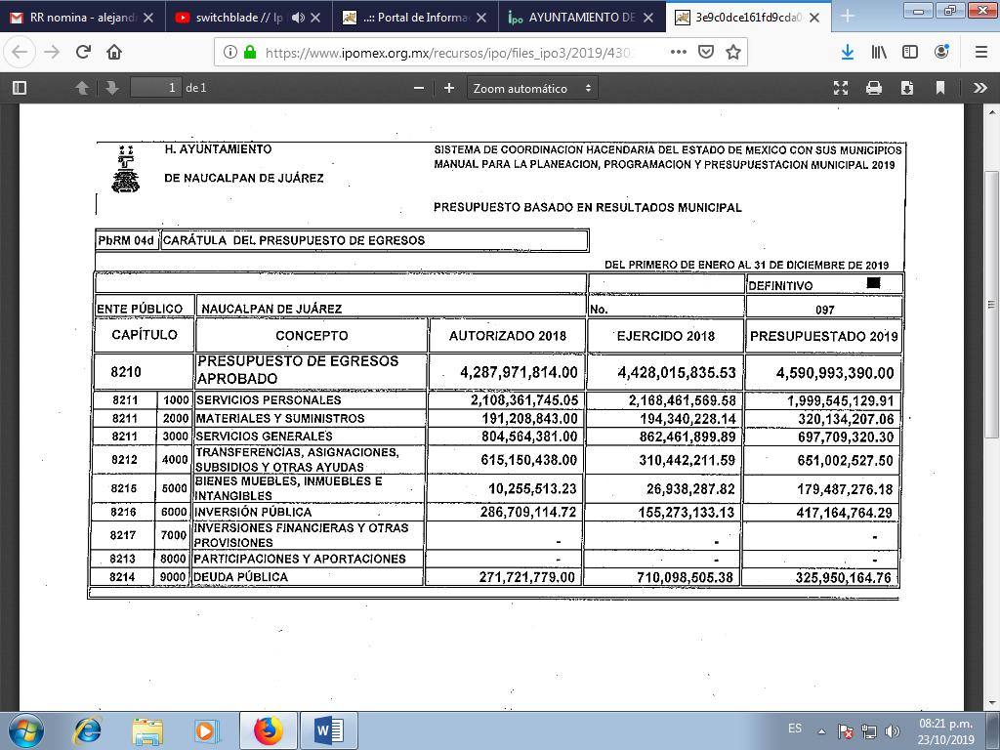 RR nomina - alejandr
switchblade // lp
..:: Portal de Informa
ipo AYUNTAMIENTO DE
3e9c0dce161fd9cda0
https://www.ipomex.org.mx/recursos/ipo/files_ipo3/2019/430
1 de 1
Zoom automático
H. AYUNTAMIENTO
DE NAUCALPAN DE JUÁREZ
SISTEMA DE COORDINACION HACENDARIA DEL ESTADO DE MEXICO CON SUS MUNICIPIOS
MANUAL PARA LA PLANEACION, PROGRAMACION Y PRESUPUESTACION MUNICIPAL 2019
PRESUPUESTO BASADO EN RESULTADOS MUNICIPAL
PbRM 04d CARÁTULA DEL PRESUPUESTO DE EGRESOS
DEL PRIMERO DE ENERO AL 31 DE DICIEMBRE DE 2019
DEFINITIVO
ENTE PÚBLICO NAUCALPAN DE JUÁREZ No. 097
CAPÍTULO CONCEPTO AUTORIZADO 2018 EJERCIDO 2018 PRESUPUESTADO 2019
8210 PRESUPUESTO DE EGRESOS
APROBADO 4,287,971,814.00 4,428,015,835.53 4,590,993,390.00
8211 1000 SERVICIOS PERSONALES 2,108,361,745.05 2,168,461,569.58 1,999,545,129.91
8211 2000 MATERIALES Y SUMINISTROS 191,208,843.00 194,340,228.14 320,134,207.06
8211 3000 SERVICIOS GENERALES 804,564,381.00 862,461,899.89 697,709,320.30
8212 4000 TRANSFERENCIAS, ASIGNACIONES,
SUBSIDIOS Y OTRAS AYUDAS 615,150,438.00 310,442,211.59 651,002,527.50
8215 5000 BIENES MUEBLES, INMUEBLES E
INTANGIBLES 10,255,513.23 26,938,287.82 179,487,276.18
8216 6000 INVERSIÓN PÚBLICA 286,709,114.72 155,273,133.13 417,164,764.29
8217 7000 INVERSIONES FINANCIERAS Y OTRAS
PROVISIONES - - -
8213 8000 PARTICIPACIONES Y APORTACIONES - - -
8214 9000 DEUDA PÚBLICA 271,721,779.00 710,098,505.38 325,950,164.76
ES
08:21 p.m.
23/10/2019